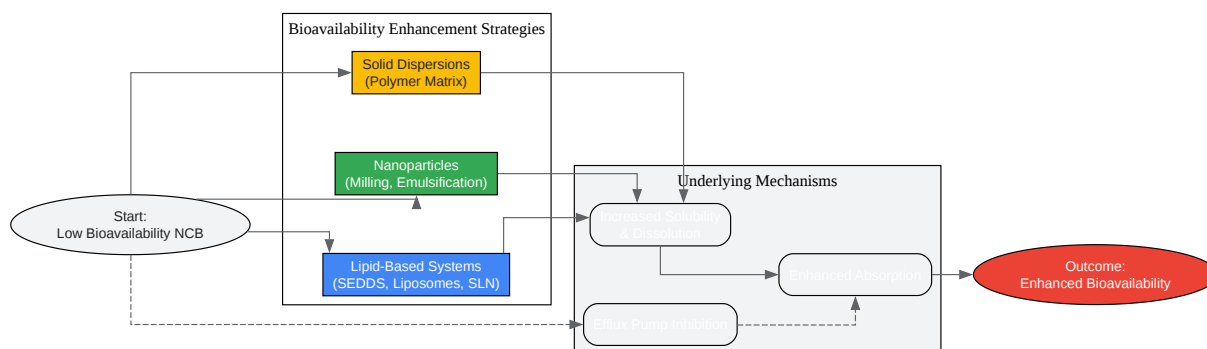 Bioavailability Enhancement Strategies
Solid Dispersions
(Polymer Matrix)
Nanoparticles
(Milling, Emulsification)
Start:
Low Bioavailability NCB
Lipid-Based Systems
(SEDDS, Liposomes, SLN)
Underlying Mechanisms
Increased Solubility
& Dissolution
Enhanced Absorption
Efflux Pump Inhibition
Outcome:
Enhanced Bioavailability